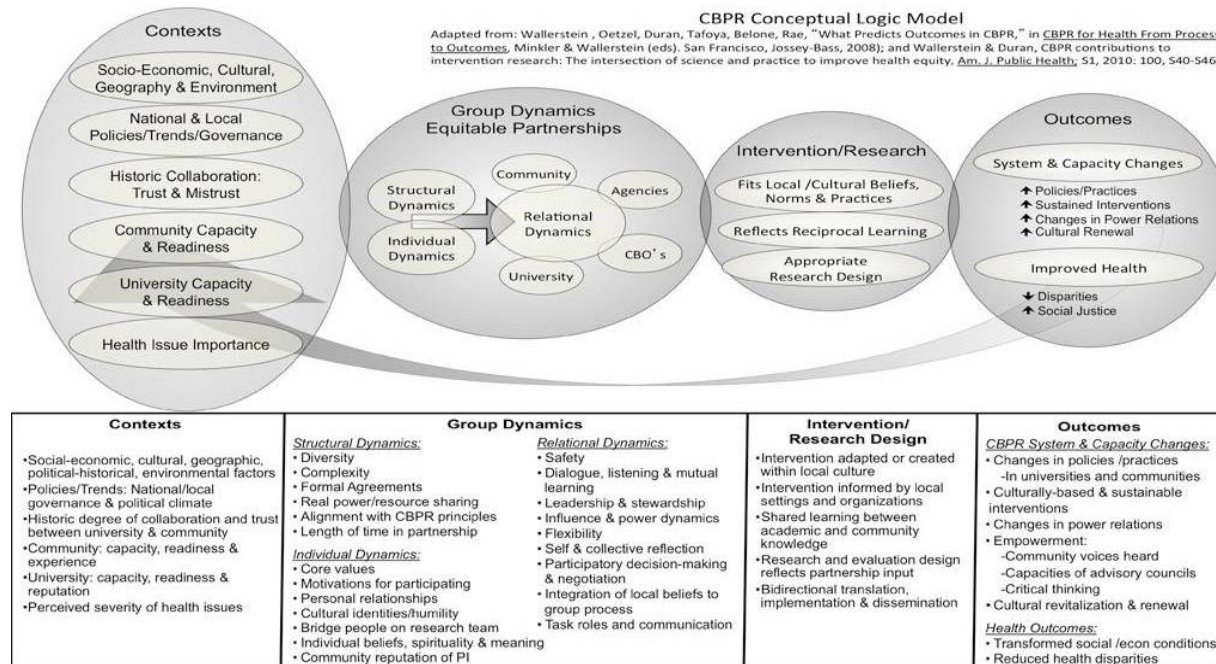 CBPR Conceptual Logic Model
Adapted from: Wallerstein , Oetzel, Duran, Tafoya, Belone, Rae, "What Predicts Outcomes in CBPR," in CBPR for Health From Process
to Outcomes, Minkler & Wallerstein (eds). San Francisco, Jossey-Bass, 2008); and Wallerstein & Duran, CBPR contributions to
intervention research: The intersection of science and practice to improve health equity, Am. J. Public Health; S1, 2010: 100, S40-S46
Contexts
Socio-Economic, Cultural,
Geography & Environment
National & Local
Policies/Trends/Governance
Historic Collaboration:
Trust & Mistrust
Community Capacity
& Readiness
University Capacity
& Readiness
Health Issue Importance
Group Dynamics
Equitable Partnerships
Structural
Dynamics
Individual
Dynamics
Community
Agencies
Relational
Dynamics
CBO's
University
Intervention/Research
Fits Local /Cultural Beliefs,
Norms & Practices
Reflects Reciprocal Learning
Appropriate
Research Design
Outcomes
System & Capacity Changes
↑ Policies/Practices
↑ Sustained Interventions
↑ Changes in Power Relations
↑ Cultural Renewal
Improved Health
↓ Disparities
↑ Social Justice
Contexts
•Social-economic, cultural, geographic,
political-historical, environmental factors
•Policies/Trends: National/local
governance & political climate
•Historic degree of collaboration and trust
between university & community
•Community: capacity, readiness &
experience
•University: capacity, readiness &
reputation
•Perceived severity of health issues
Group Dynamics
Structural Dynamics:
• Diversity
• Complexity
• Formal Agreements
• Real power/resource sharing
• Alignment with CBPR principles
• Length of time in partnership
Individual Dynamics:
• Core values
• Motivations for participating
• Personal relationships
• Cultural identities/humility
• Bridge people on research team
• Individual beliefs, spirituality & meaning
• Community reputation of PI
Relational Dynamics:
• Safety
• Dialogue, listening & mutual
learning
• Leadership & stewardship
• Influence & power dynamics
• Flexibility
• Self & collective reflection
• Participatory decision-making
& negotiation
• Integration of local beliefs to
group process
• Task roles and communication
Intervention/
Research Design
• Intervention adapted or created
within local culture
• Intervention informed by local
settings and organizations
• Shared learning between
academic and community
knowledge
• Research and evaluation design
reflects partnership input
• Bidirectional translation,
implementation & dissemination
Outcomes
CBPR System & Capacity Changes:
• Changes in policies /practices
-In universities and communities
• Culturally-based & sustainable
interventions
• Changes in power relations
• Empowerment:
-Community voices heard
-Capacities of advisory councils
-Critical thinking
• Cultural revitalization & renewal
Health Outcomes:
• Transformed social /econ conditions
• Reduced health disparities